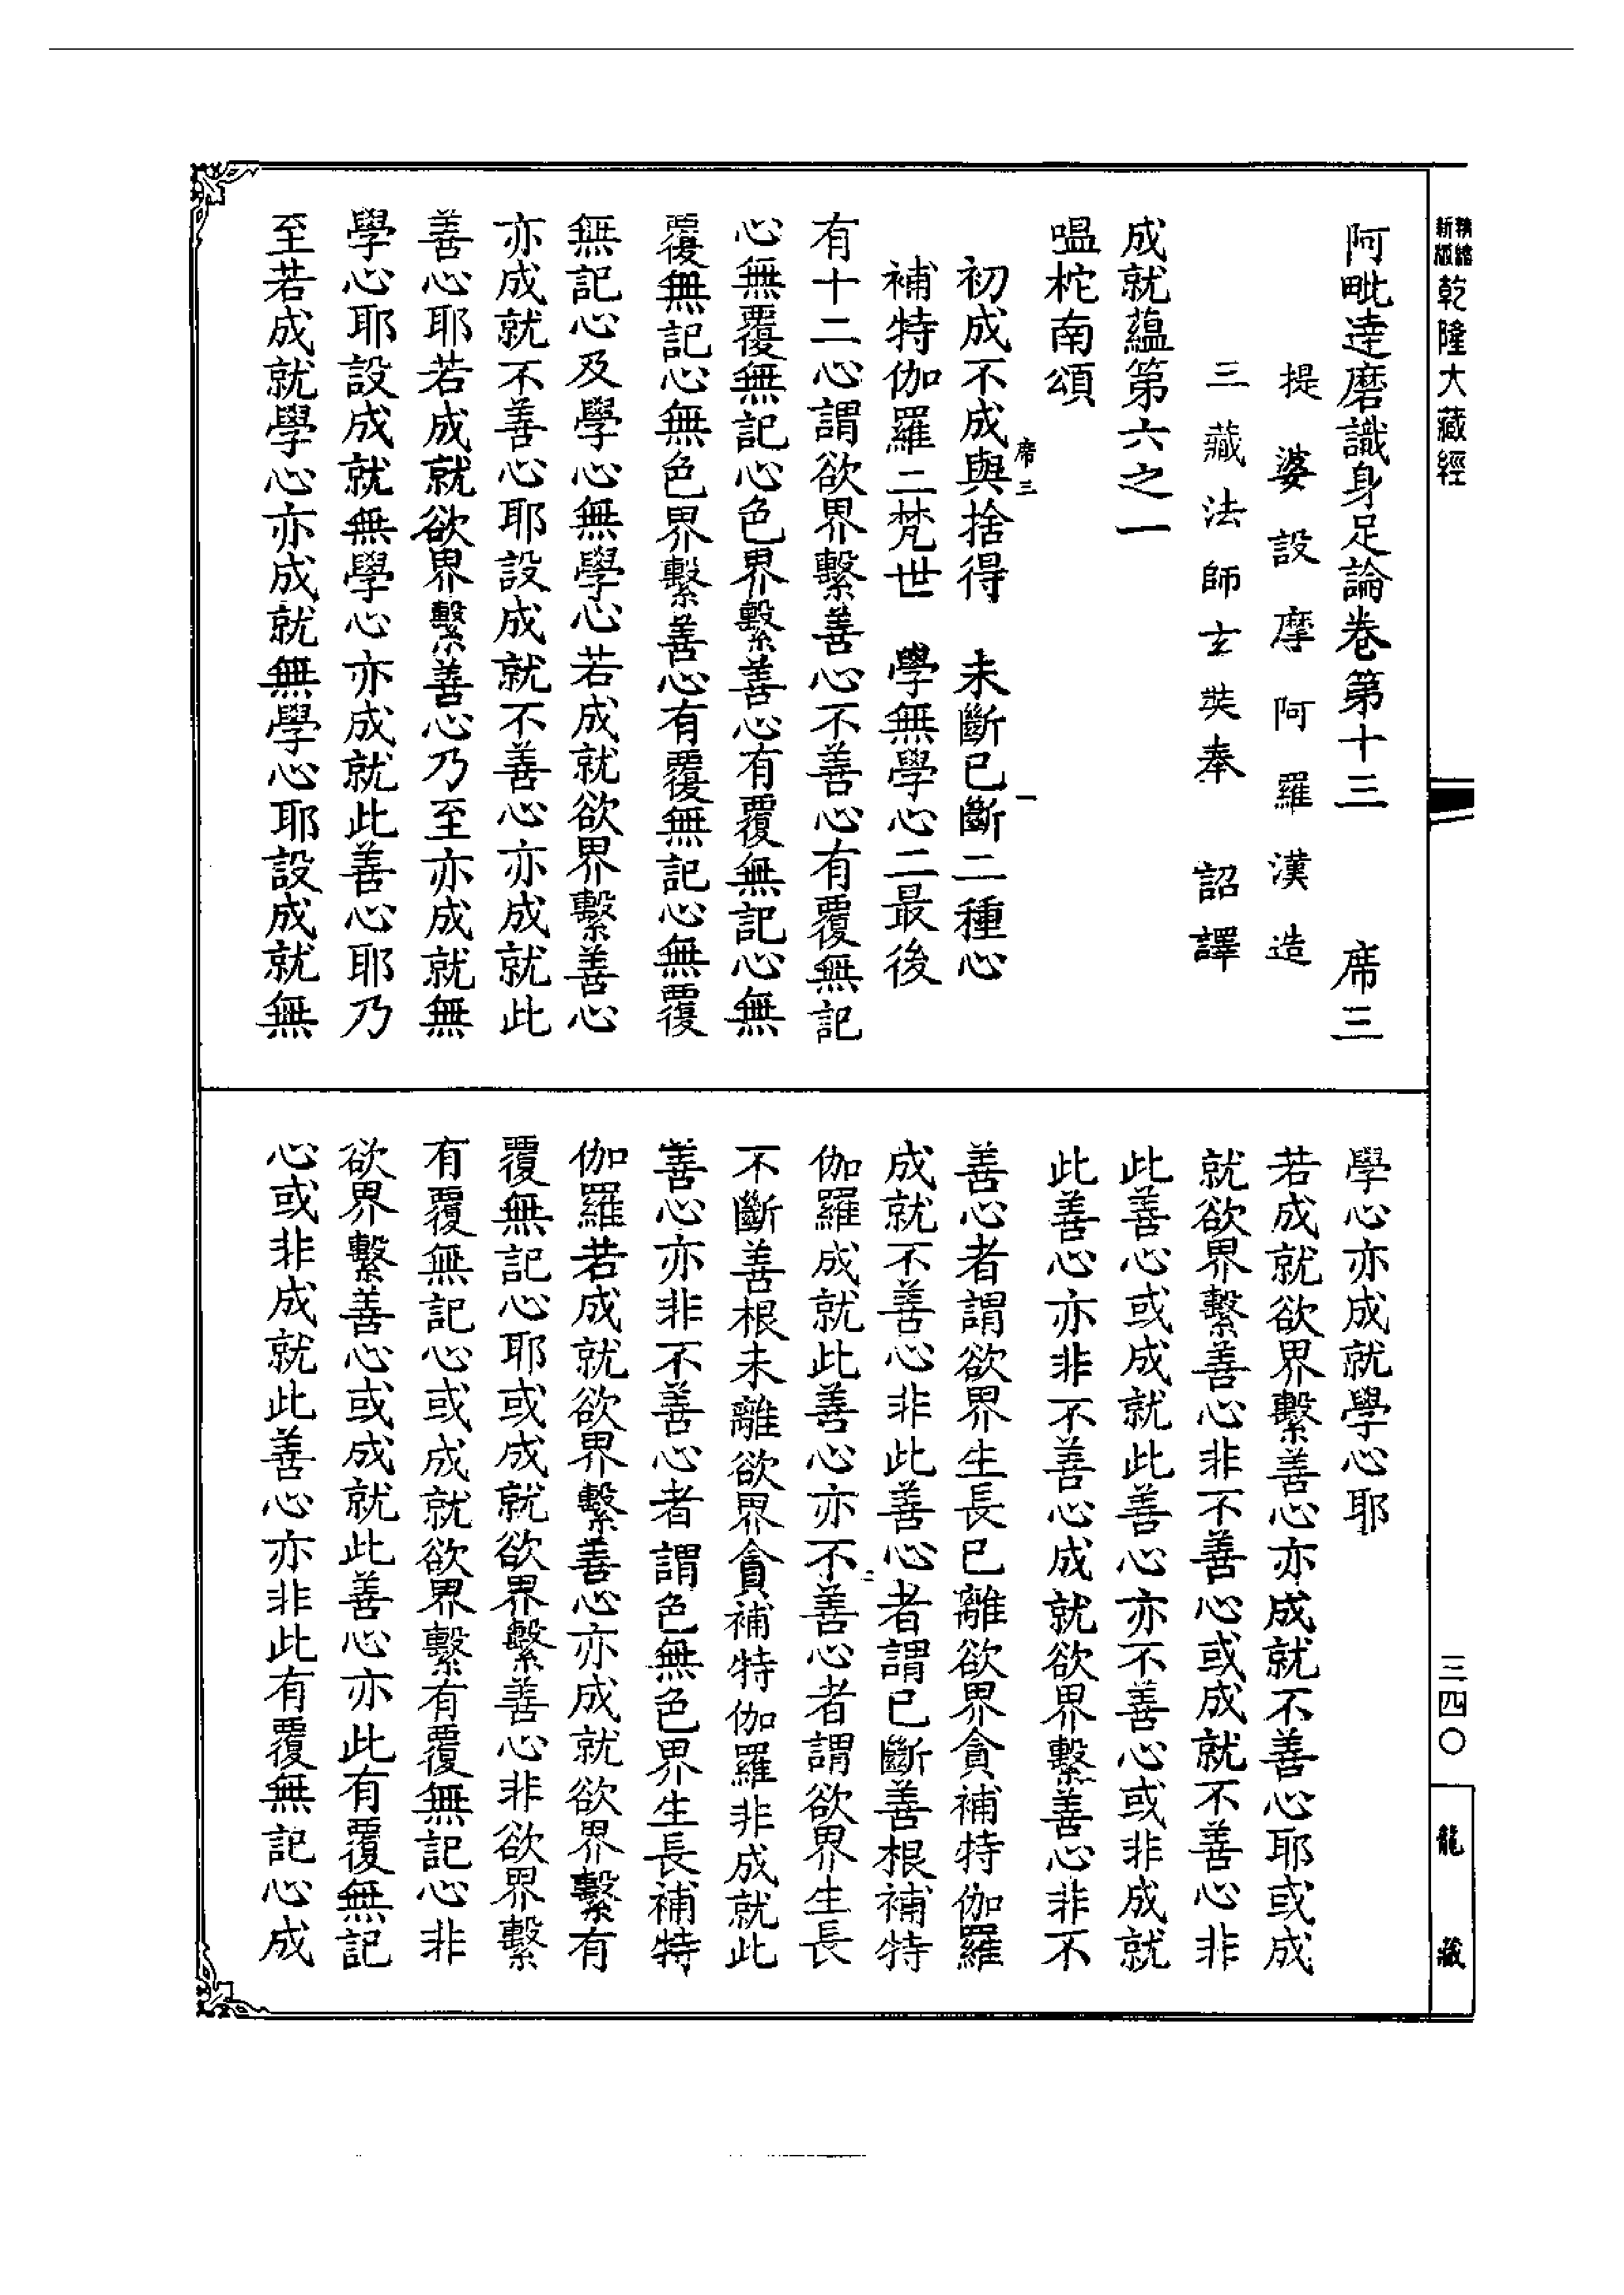 精縮
新版
乾隆大藏經
阿毗達磨識身足論卷第十三 席三
提婆設摩阿羅漢造
三藏法師玄奘奉 詔譯
成就蘊第六之一
嗢柁南頌
席三 一
初成不成與捨得 未斷已斷二種心
補特伽羅二梵世 學無學心二最後
有十二心謂欲界繫善心不善心有覆無記
心無覆無記心色界繫善心有覆無記心無
覆無記心無色界繫善心有覆無記心無覆
無記心及學心無學心若成就欲界繫善心
亦成就不善心耶設成就不善心亦成就此
善心耶若成就欲界繫善心乃至亦成就無
學心耶設成就無學心亦成就此善心耶乃
至若成就學心亦成就無學心耶設成就無
學心亦成就學心耶
若成就欲界繫善心亦成就不善心耶或成
就欲界繫善心非不善心或成就不善心非
此善心或成就此善心亦不善心或非成就
此善心亦非不善心成就欲界繫善心非不
善心者謂欲界生長已離欲界貪補特伽羅
成就不善心非此善心者謂已斷善根補特
二
伽羅成就此善心亦不善心者謂欲界生長
不斷善根未離欲界貪補特伽羅非成就此
善心亦非不善心者謂色無色界生長補特
伽羅若成就欲界繫善心亦成就欲界繫有
覆無記心耶或成就欲界繫善心非欲界繫
有覆無記心或成就欲界繫有覆無記心非
欲界繫善心或成就此善心亦此有覆無記
心或非成就此善心亦非此有覆無記心成
三四〇
龍藏